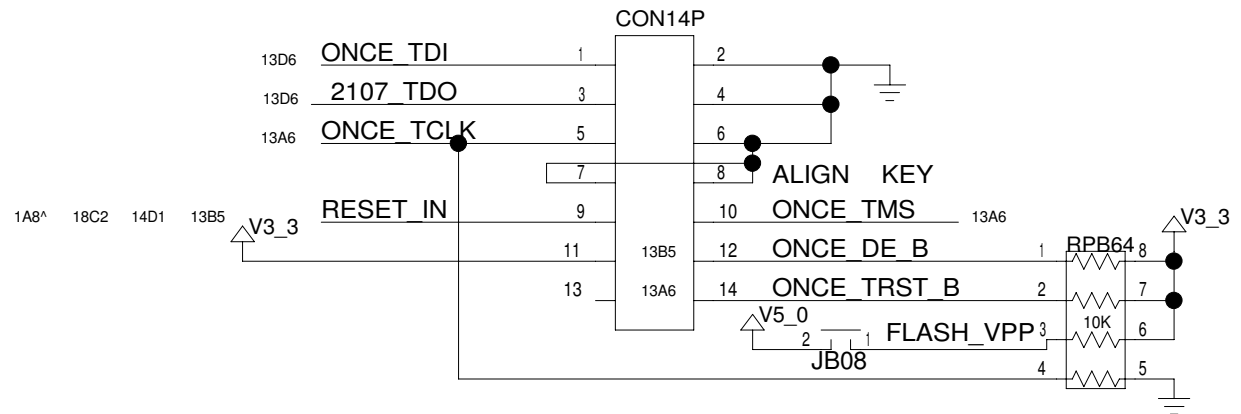 CON14P
13D6 ONCE_TDI 1 2
13D6 2107_TDO 3 4
13A6 ONCE_TCLK 5 6
7 8 ALIGN KEY
1A8^ 18C2 14D1 13B5 RESET_IN 9 10 ONCE_TMS 13A6
V3_3 V3_3
11 13B5 12 ONCE_DE_B 1 RPB64 8
13 13A6 14 ONCE_TRST_B 2 7
V5_0 2 1 FLASH_VPP 3 10K 6
JB08
4 5